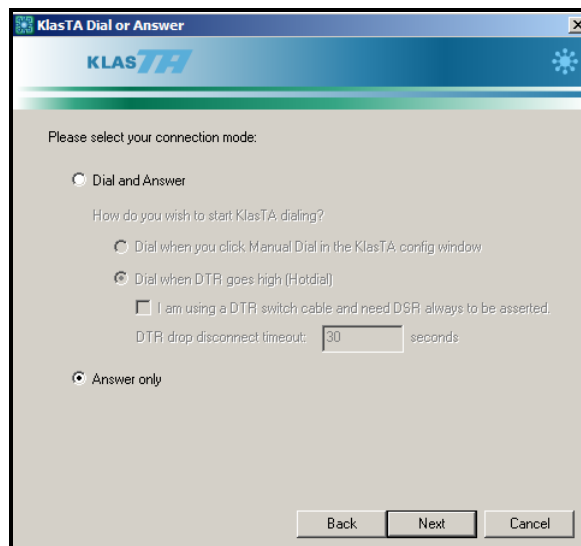 KlasTA Dial or Answer
KLAS TA
Please select your connection mode:
Dial and Answer
How do you wish to start KlasTA dialing?
Dial when you click Manual Dial in the KlasTA config window
Dial when DTR goes high (Hotdial)
I am using a DTR switch cable and need DSR always to be asserted.
DTR drop disconnect timeout: 30 seconds
Answer only
Back Next Cancel